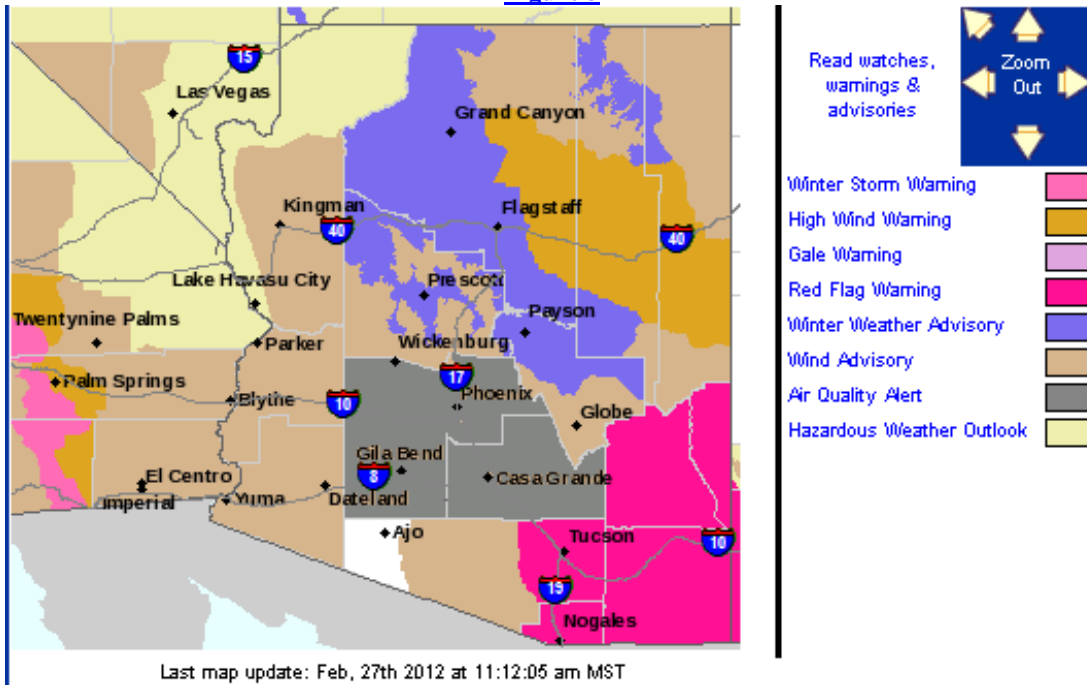 15
Las Vegas
Grand Canyon
Kingman
40
Flagstaff
40
Lake Havasu City
Prescott
Twentynine Palms
Payson
Parker
Wickenburg
17
Palm Springs
Phoenix
Blythe
10
Globe
Gila Bend
8
Casa Grande
El Centro
Imperial
Yuma
Dateland
Ajo
Tucson
10
19
Nogales
Last map update: Feb, 27th 2012 at 11:12:05 am MST
Read watches,
warnings &
advisories
Zoom
Out
Winter Storm Warning
High Wind Warning
Gale Warning
Red Flag Warning
Winter Weather Advisory
Wind Advisory
Air Quality Alert
Hazardous Weather Outlook